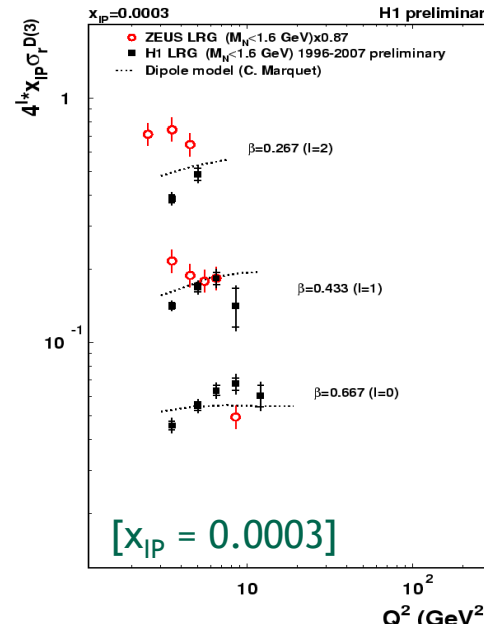 x_IP=0.0003 H1 preliminar
ZEUS LRG (M_N<1.6 GeV)x0.87
H1 LRG (M_N<1.6 GeV) 1996-2007 preliminary
Dipole model (C. Marquet)
4^l*x_IP σ_r^D(3)
1
β=0.267 (l=2)
β=0.433 (l=1)
10^-1
β=0.667 (l=0)
[x_IP = 0.0003]
10 10^2
Q^2 (GeV^2